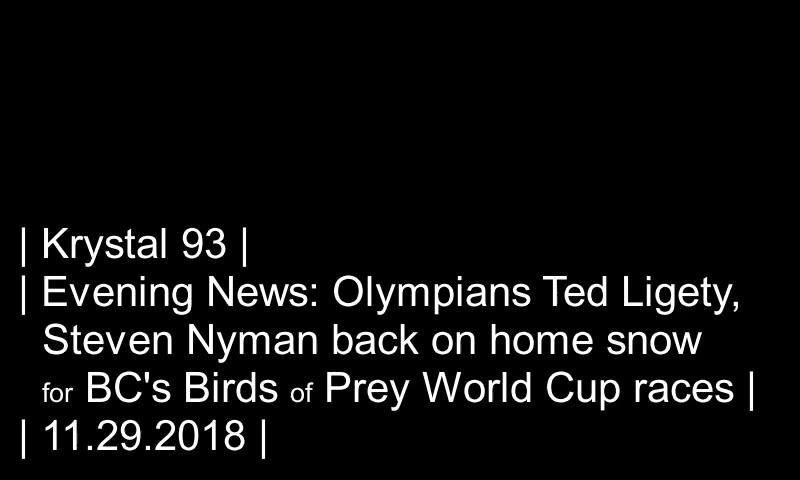 | Krystal 93 |
| Evening News: Olympians Ted Ligety,
Steven Nyman back on home snow
for BC's Birds of Prey World Cup races |
| 11.29.2018 |